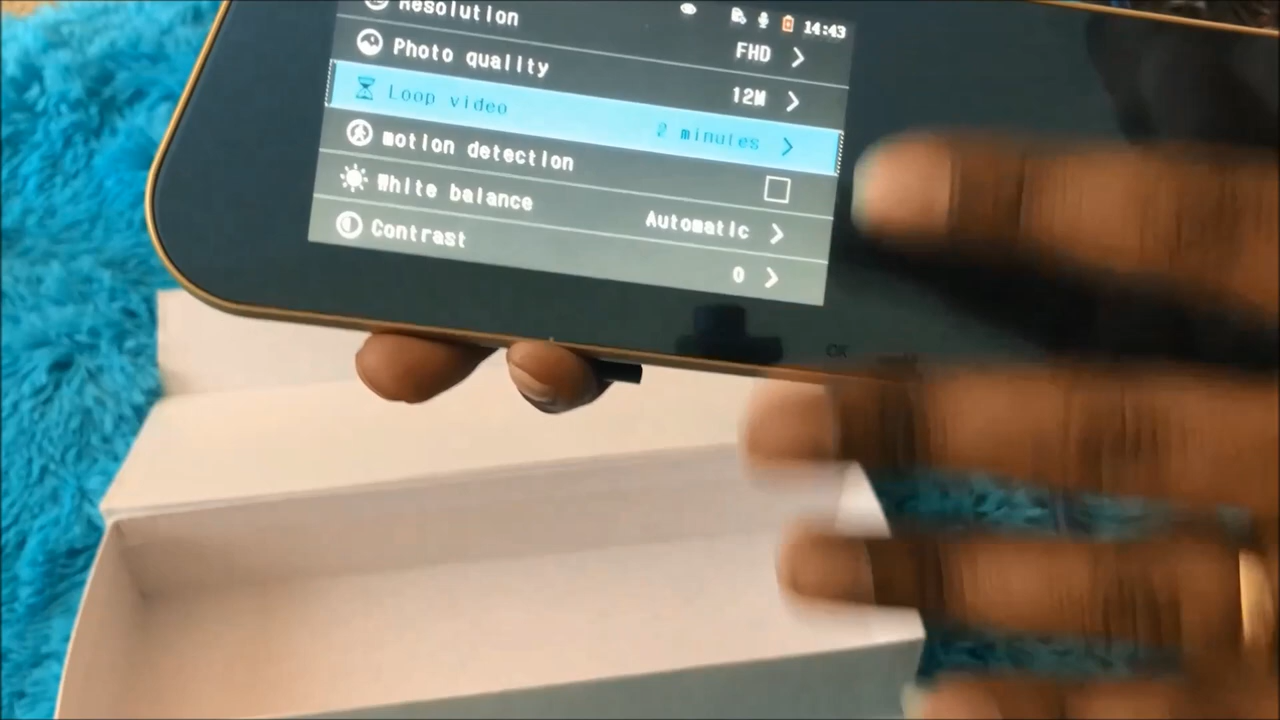 Resolution
14:43
FHD
Photo quality
12M
Loop video
2 minutes
motion detection
White balance
Automatic
Contrast
0
OK